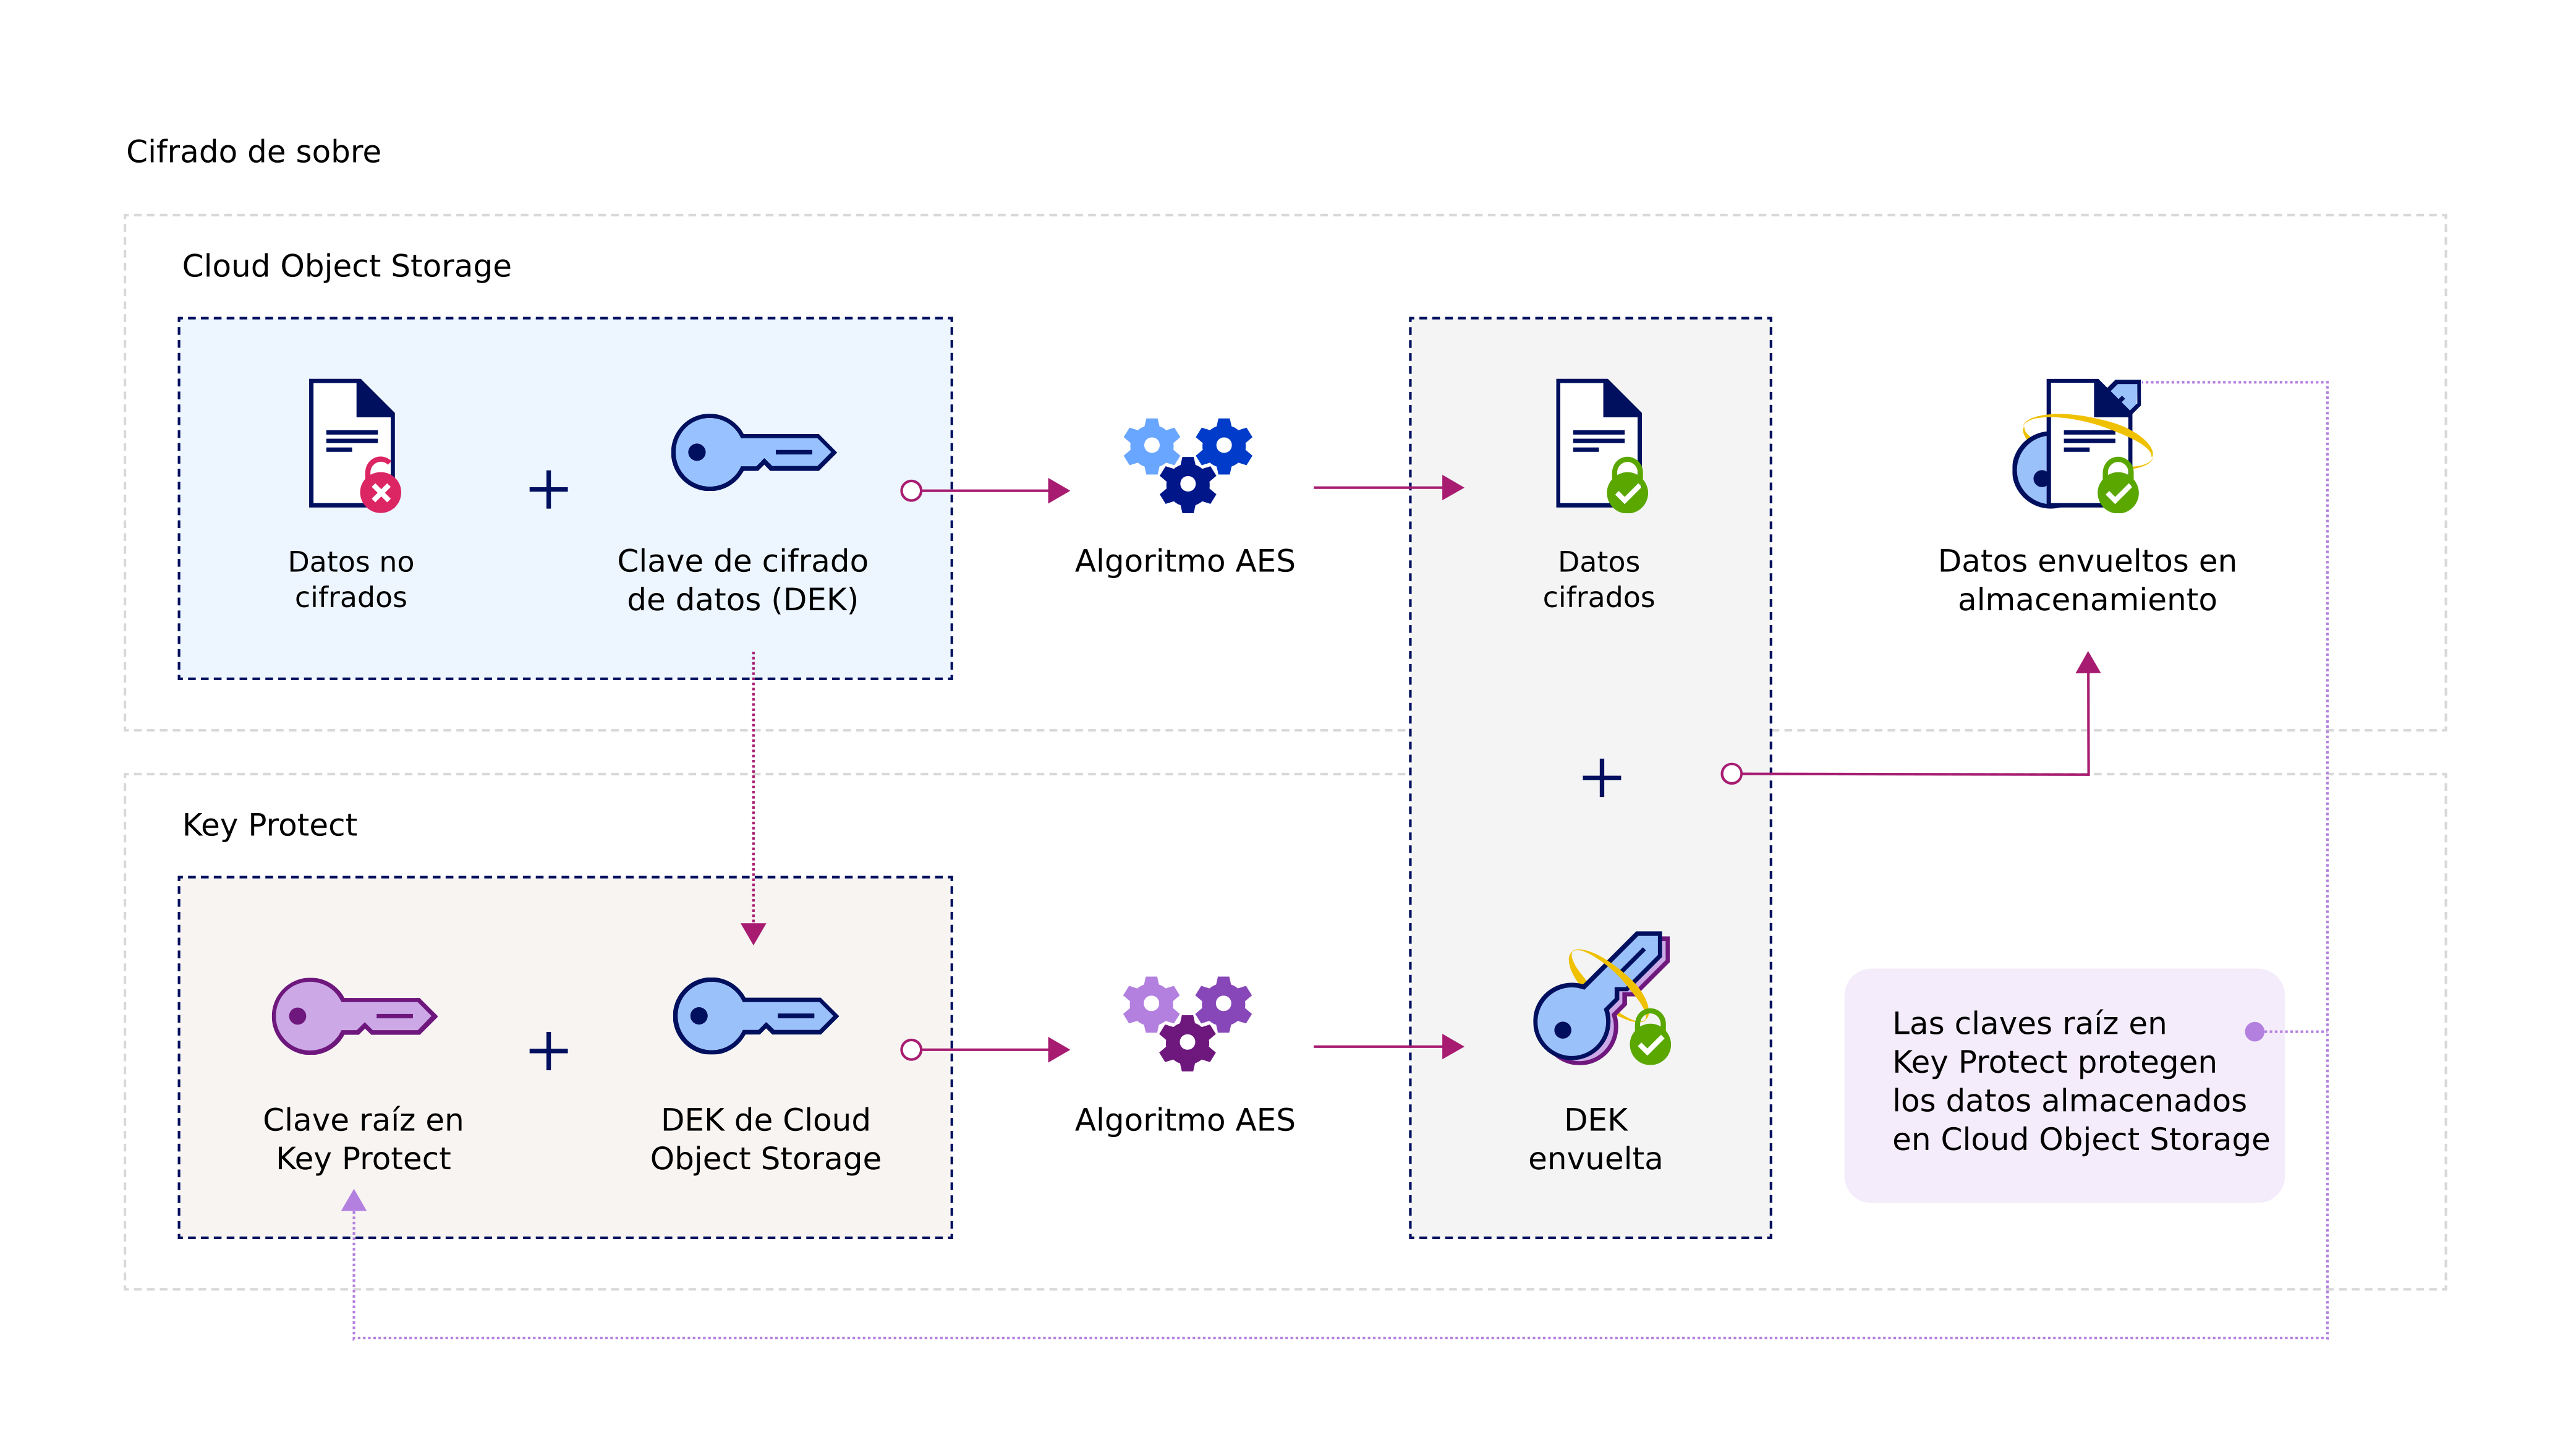 Cifrado de sobre
Cloud Object Storage
Datos no
cifrados
Clave de cifrado
de datos (DEK)
Algoritmo AES
Datos
cifrados
Datos envueltos en
almacenamiento
Key Protect
Clave raíz en
Key Protect
DEK de Cloud
Object Storage
Algoritmo AES
DEK
envuelta
Las claves raíz en
Key Protect protegen
los datos almacenados
en Cloud Object Storage